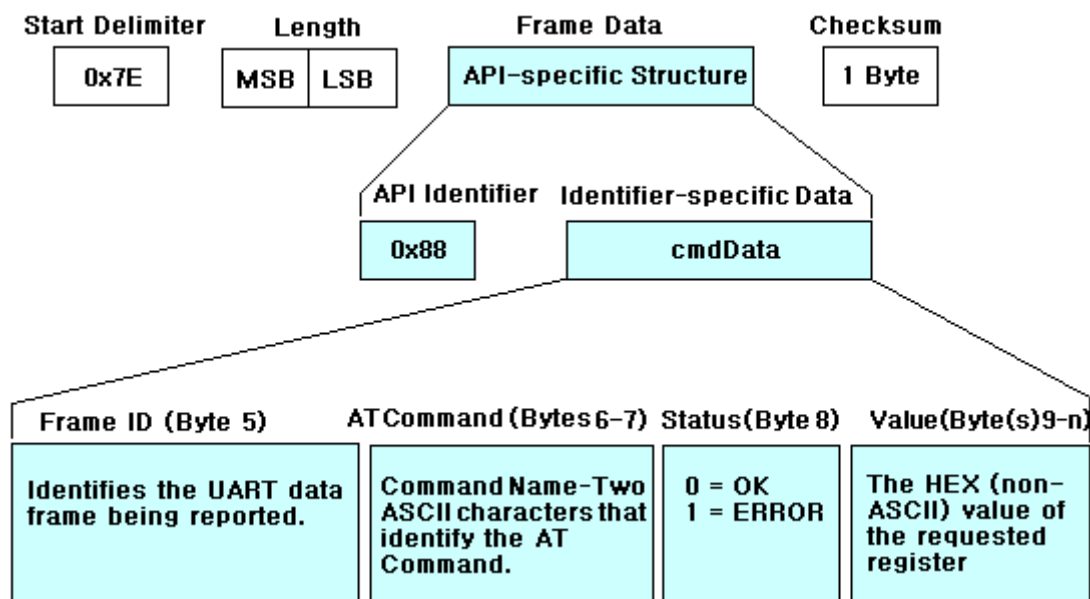 Start Delimiter
Length
Frame Data
Checksum
0x7E
MSB
LSB
API-specific Structure
1 Byte
API Identifier
Identifier-specific Data
0x88
cmdData
Frame ID (Byte 5)
AT Command (Bytes 6-7)
Status(Byte 8)
Value(Byte(s)9-n)
Identifies the UART data
frame being reported.
Command Name-Two
ASCII characters that
identify the AT
Command.
0 = OK
1 = ERROR
The HEX (non-
ASCII) value of
the requested
register